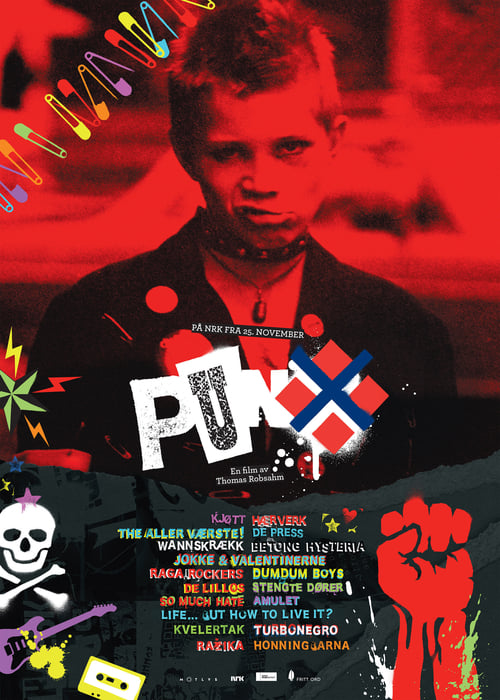 PÅ NRK FRA 25. NOVEMBER
PUNX
En film av
Thomas Robsahm
KJØTT HÆRVERK
THE ALLER VÆRSTE! DE PRESS
WANNSKRÆKK BETONG HYSTERIA
JOKKE & VALENTINERNE
RAGA ROCKERS DUMDUM BOYS
DE LILLOS STENGTE DØRER
SO MUCH HATE AMULET
LIFE... BUT HOW TO LIVE IT?
KVELERTAK TURBONEGRO
RAZIKA HONNINGBARNA
MOTLYS NRK FRITT ORD